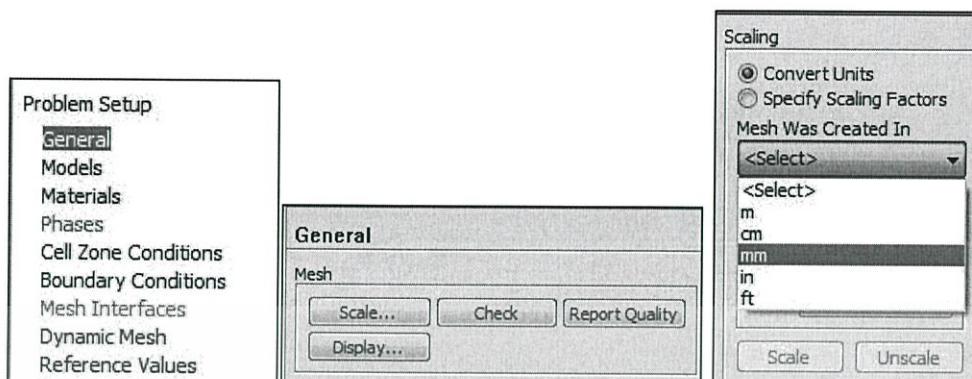 Problem Setup
General
Models
Materials
Phases
Cell Zone Conditions
Boundary Conditions
Mesh Interfaces
Dynamic Mesh
Reference Values
General
Mesh
Scale...
Check
Report Quality
Display...
Scaling
Convert Units
Specify Scaling Factors
Mesh Was Created In
<Select>
<Select>
m
cm
mm
in
ft
Scale
Unscale